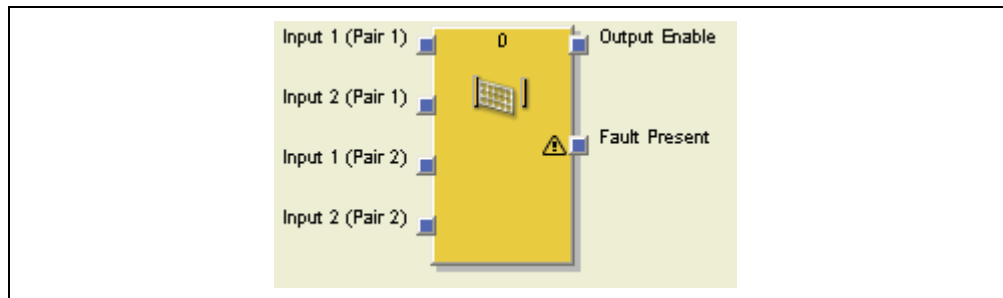 Input 1 (Pair 1)
0
Output Enable
Input 2 (Pair 1)
Fault Present
Input 1 (Pair 2)
Input 2 (Pair 2)